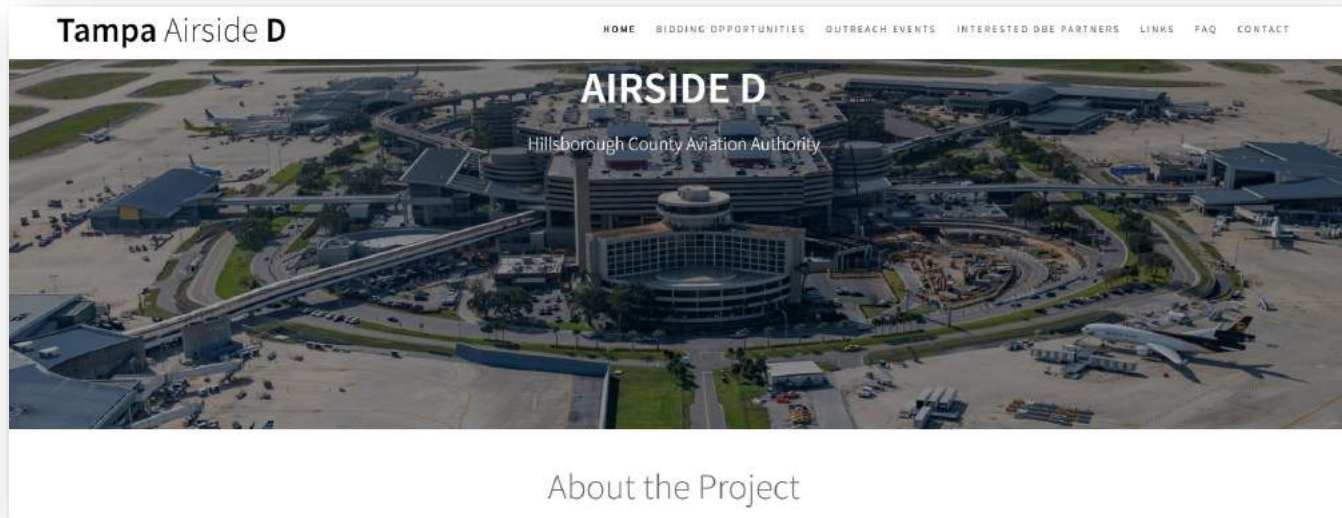 Tampa Airside D
HOME BIDDING OPPORTUNITIES OUTREACH EVENTS INTERESTED DBE PARTNERS LINKS FAQ CONTACT
AIRSIDE D
Hillsborough County Aviation Authority
About the Project